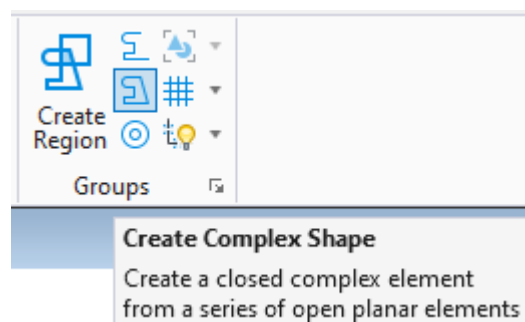 Create
Region
Groups
Create Complex Shape
Create a closed complex element
from a series of open planar elements